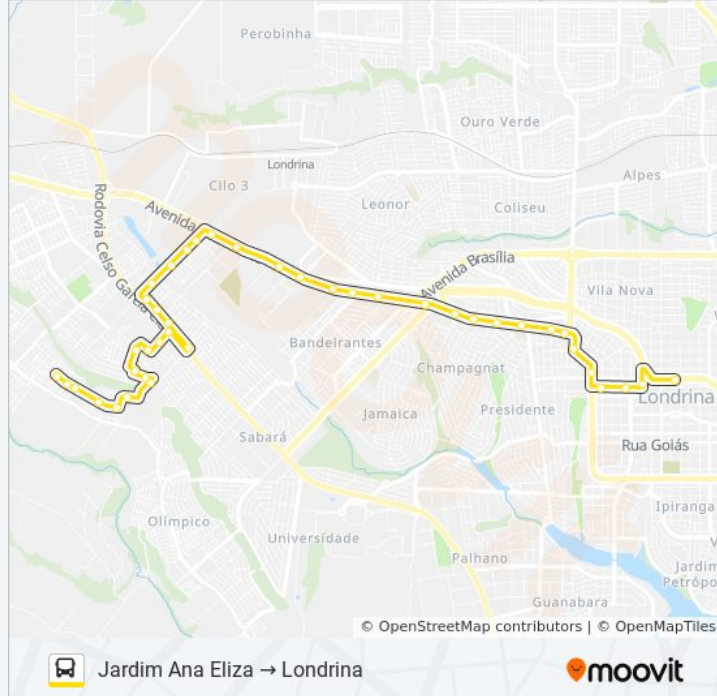 Perobinha
Ouro Verde
Londrina
Cilo 3
Alpes
Leonor
Coliseu
Avenida
Rodovia Celso Garcia
Avenida Brasília
Vila Nova
Bandeirantes
Champagnat
Jamaica
Presidente
Londrina
Sabará
Rua Goiás
Olímpico
Universidade
Ipiranga
Palhano
Jardim
Petrópo
Guanabara
© OpenStreetMap contributors | © OpenMapTiles
Jardim Ana Eliza → Londrina
moovit